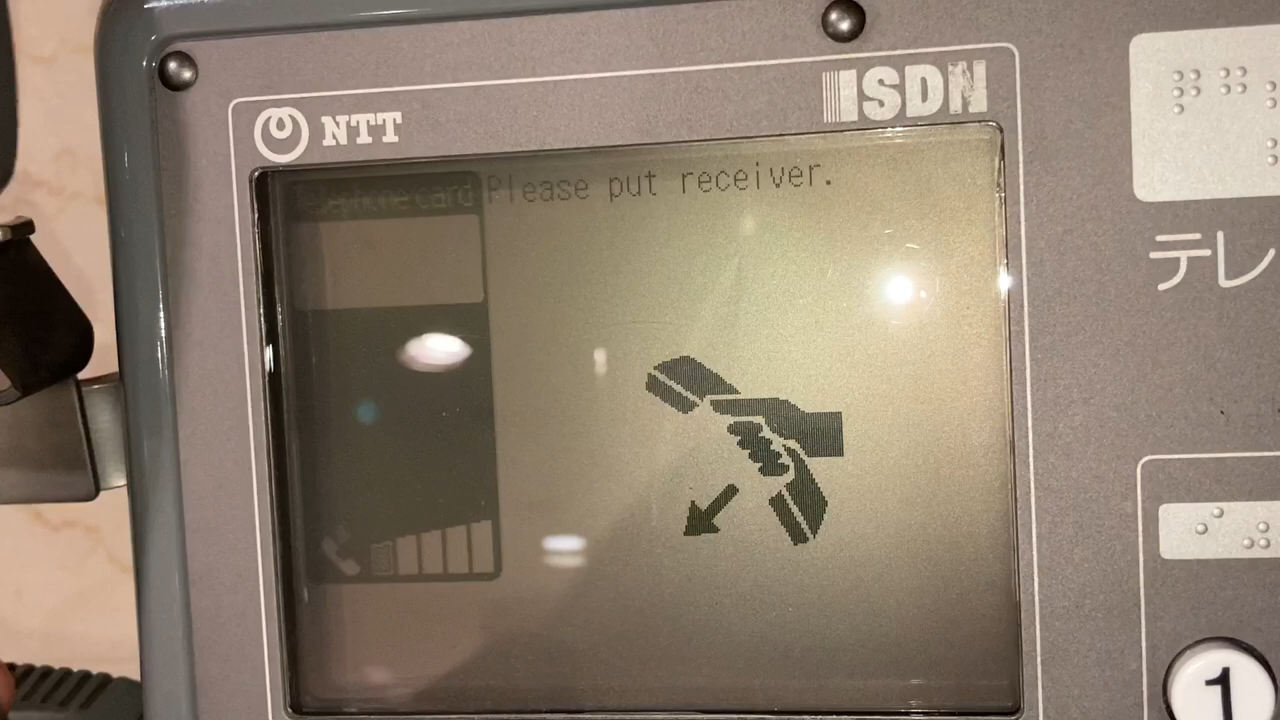 NTT
ISDN
Telephone card Please put receiver.
テレ
1